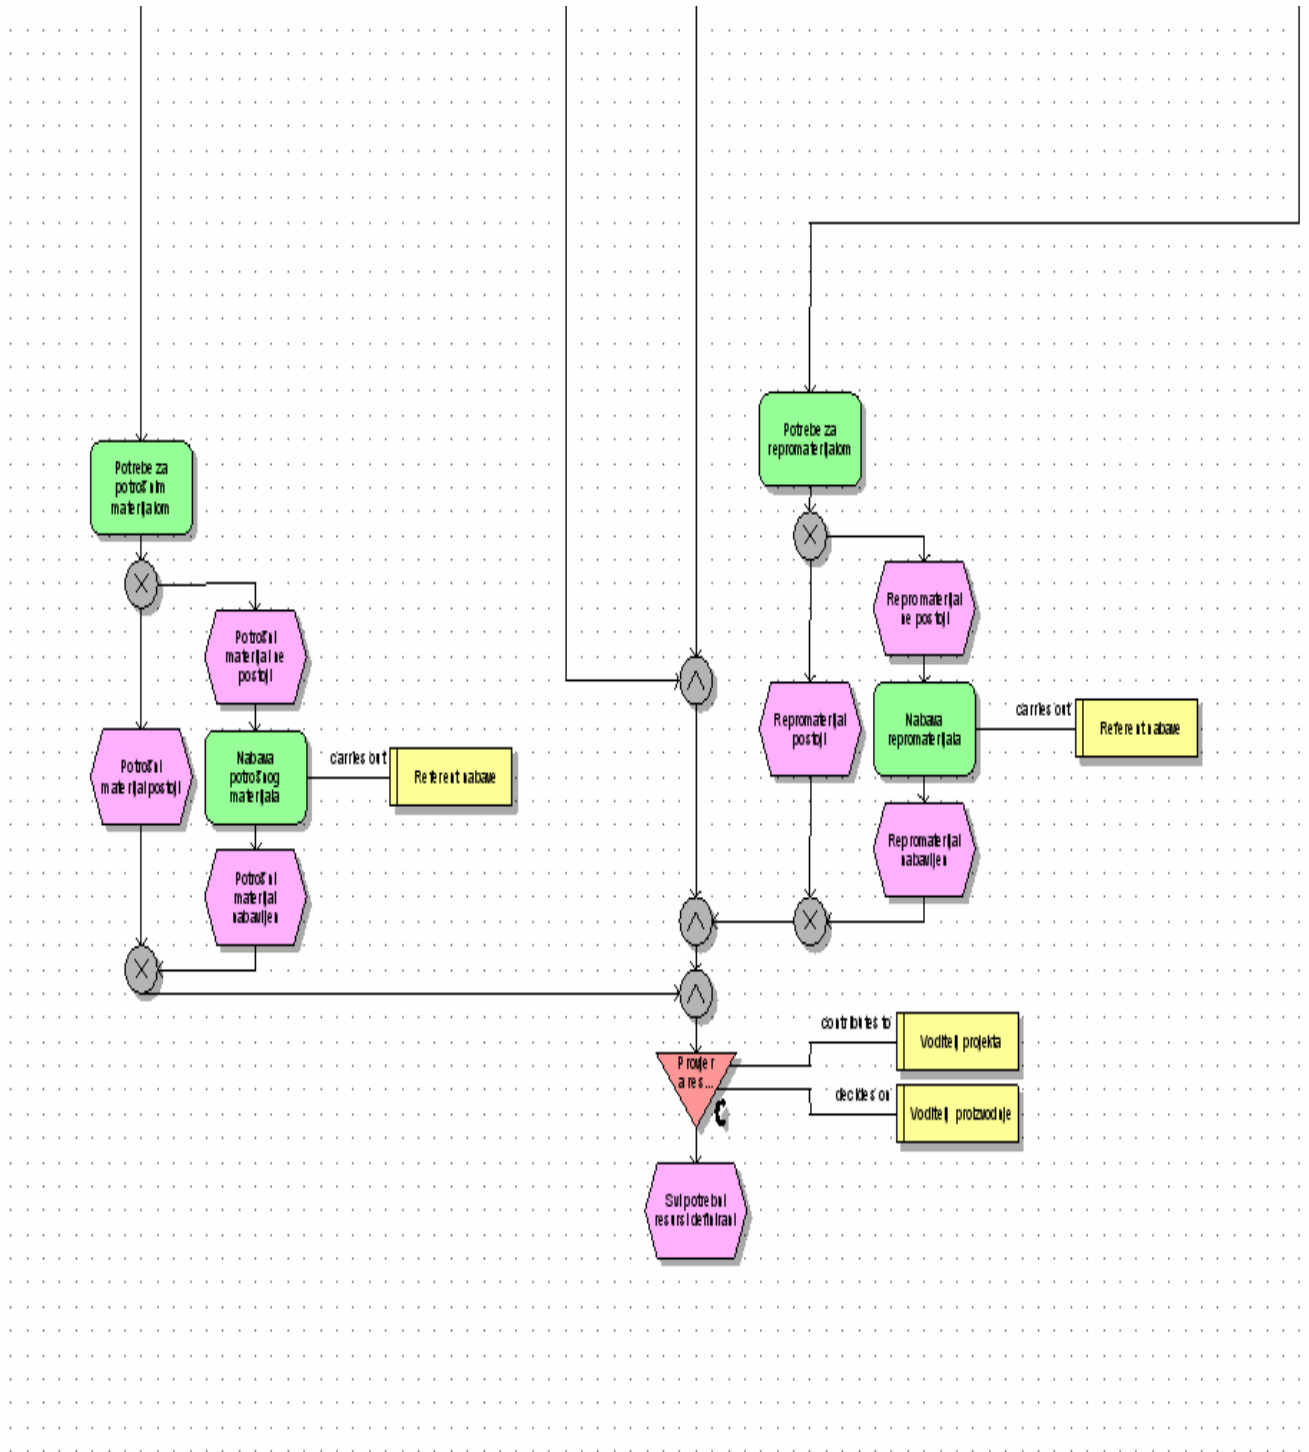 Potrebe za
repromaterijalom
Potrebe za
potrošnim
materijalom
Repromaterijal
ne postoji
Potrošni
materijal ne
postoji
Repromaterijal
postoji
Nabava
repromaterijala
carries out
Referent nabave
Potrošni
materijal postoji
Nabava
potrošnog
materijala
carries out
Referent nabave
Repromaterijal
nabavljen
Potrošni
materijal
nabavljen
Provjer
a res...
C
contributes to
Voditelj projekta
decides on
Voditelj proizvodnje
Svi potrebni
resursi definirani